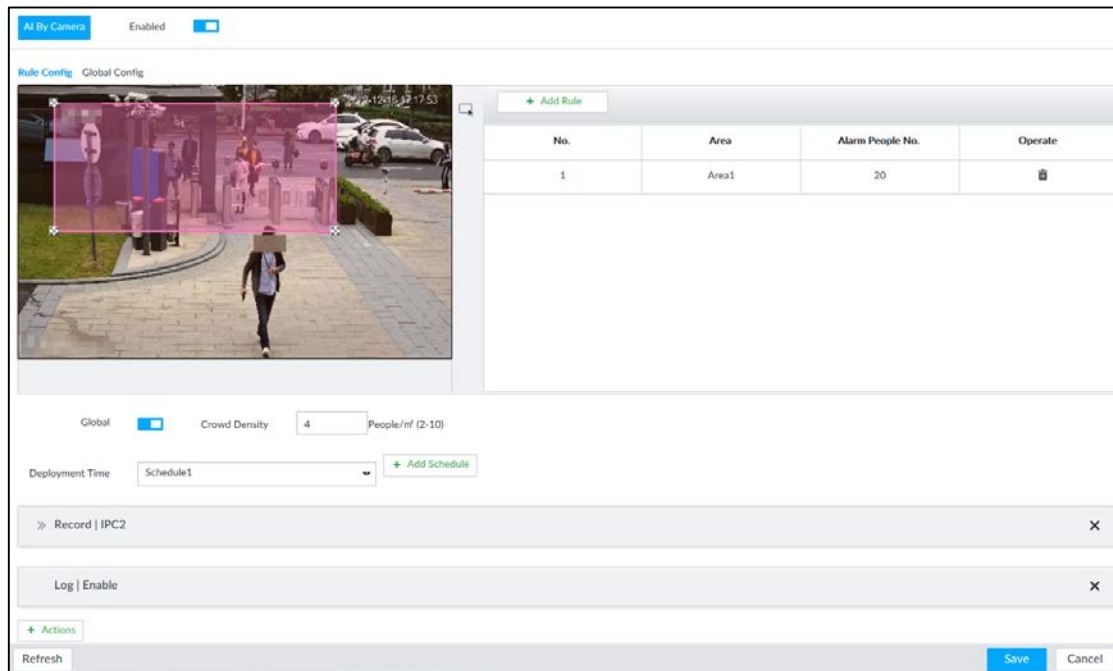 AI By Camera Enabled
Rule Config Global Config
+ Add Rule
No. Area Alarm People No. Operate
1 Area1 20
Global Crowd Density 4 People/㎡ (2-10)
Deployment Time Schedule1 + Add Schedule
Record | IPC2
Log | Enable
+ Actions
Refresh Save Cancel